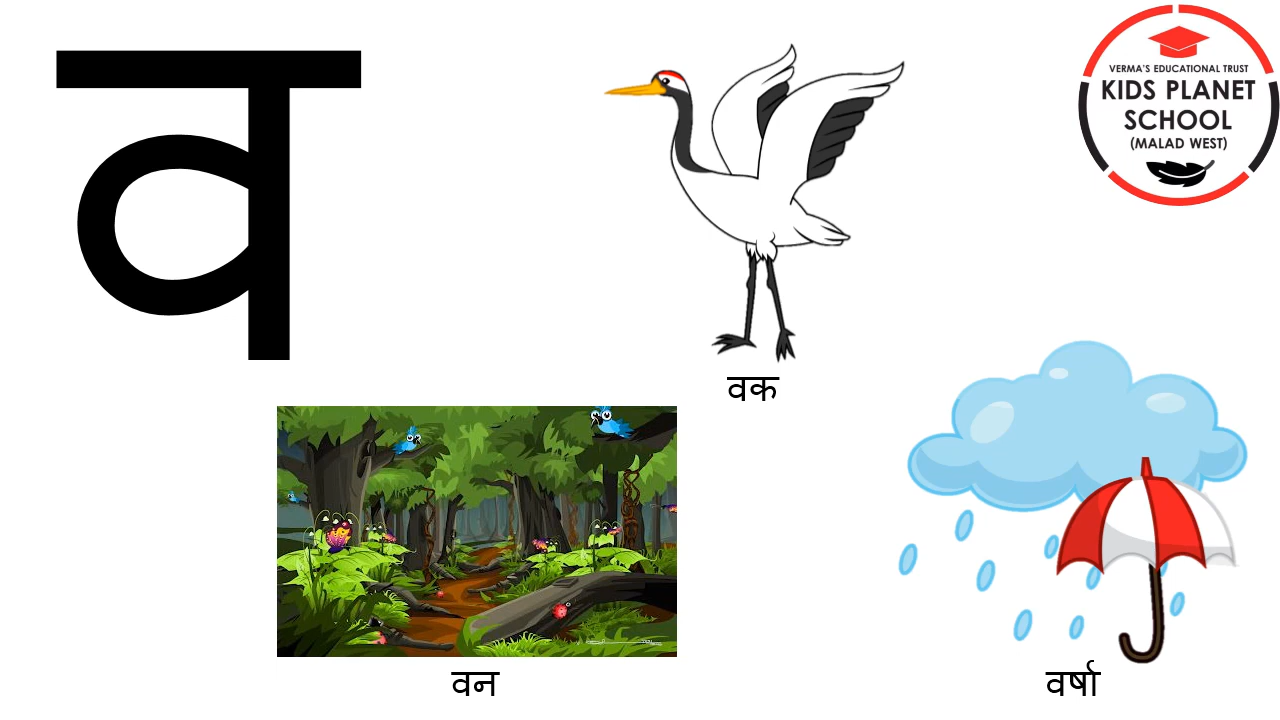 व
VERMA'S EDUCATIONAL TRUST
KIDS PLANET
SCHOOL
(MALAD WEST)
वक
वन
वर्षा